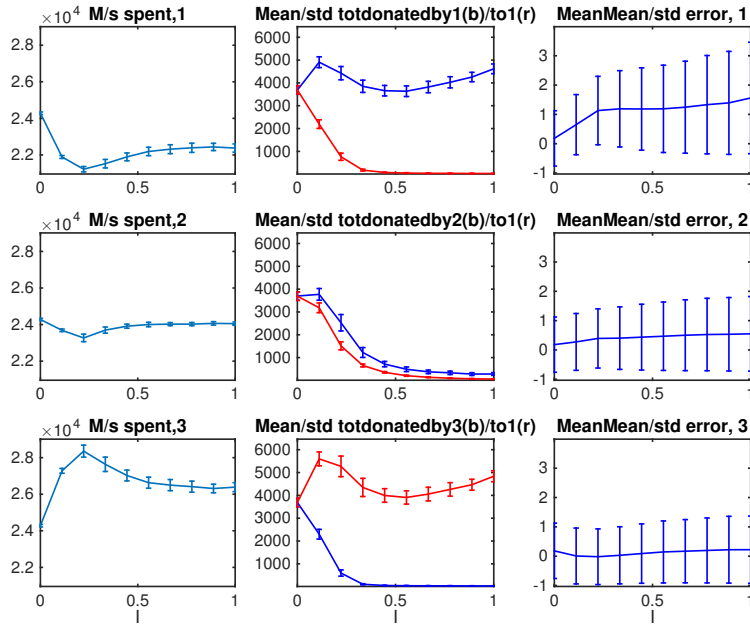 ×10⁴ M/s spent,1
2.8
2.6
2.4
2.2
0 0.5 1
Mean/std totdonatedby1(b)/to1(r)
6000
5000
4000
3000
2000
1000
0 0.5 1
MeanMean/std error, 1
3
2
1
0
-1
0 0.5 1
×10⁴ M/s spent,2
2.8
2.6
2.4
2.2
0 0.5 1
Mean/std totdonatedby2(b)/to1(r)
6000
5000
4000
3000
2000
1000
0 0.5 1
MeanMean/std error, 2
3
2
1
0
-1
0 0.5 1
×10⁴ M/s spent,3
2.8
2.6
2.4
2.2
0 0.5 1
l
Mean/std totdonatedby3(b)/to1(r)
6000
5000
4000
3000
2000
1000
0 0.5 1
l
MeanMean/std error, 3
3
2
1
0
-1
0 0.5 1
l